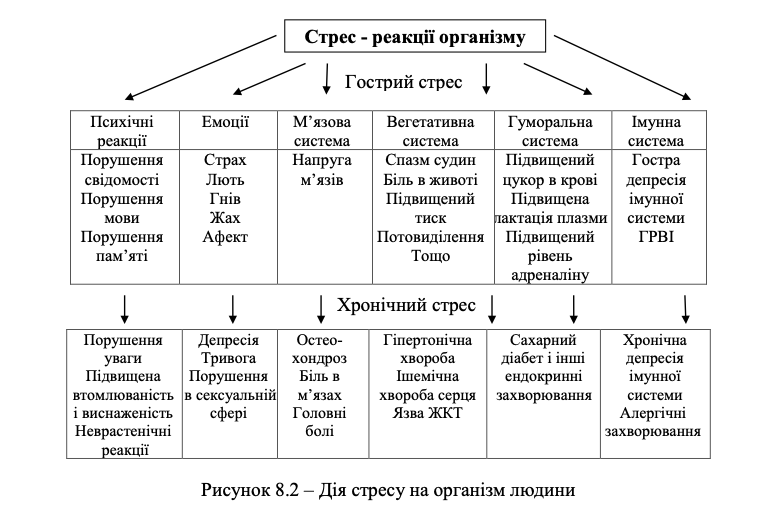 Стрес - реакції організму
Гострий стрес
Психічні
реакції
Емоції
М’язова
система
Вегетативна
система
Гуморальна
система
Імунна
система
Порушення
свідомості
Порушення
мови
Порушення
пам’яті
Страх
Лють
Гнів
Жах
Афект
Напруга
м’язів
Спазм судин
Біль в животі
Підвищений
тиск
Потовиділення
Тощо
Підвищений
цукор в крові
Підвищена
лактація плазми
Підвищений
рівень
адреналіну
Гостра
депресія
імунної
системи
ГРВІ
Хронічний стрес
Порушення
уваги
Підвищена
втомлюваність
і виснаженість
Неврастенічні
реакції
Депресія
Тривога
Порушення
в сексуальній
сфері
Остео-
хондроз
Біль в
м’язах
Головні
болі
Гіпертонічна
хвороба
Ішемічна
хвороба серця
Язва ЖКТ
Сахарний
діабет і інші
ендокринні
захворювання
Хронічна
депресія
імунної
системи
Алергічні
захворювання
Рисунок 8.2 – Дія стресу на організм людини